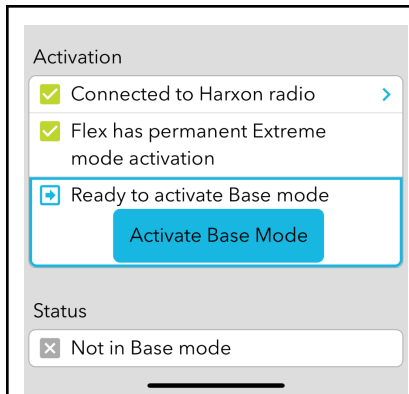 Activation
Connected to Harxon radio
Flex has permanent Extreme
mode activation
Ready to activate Base mode
Activate Base Mode
Status
Not in Base mode